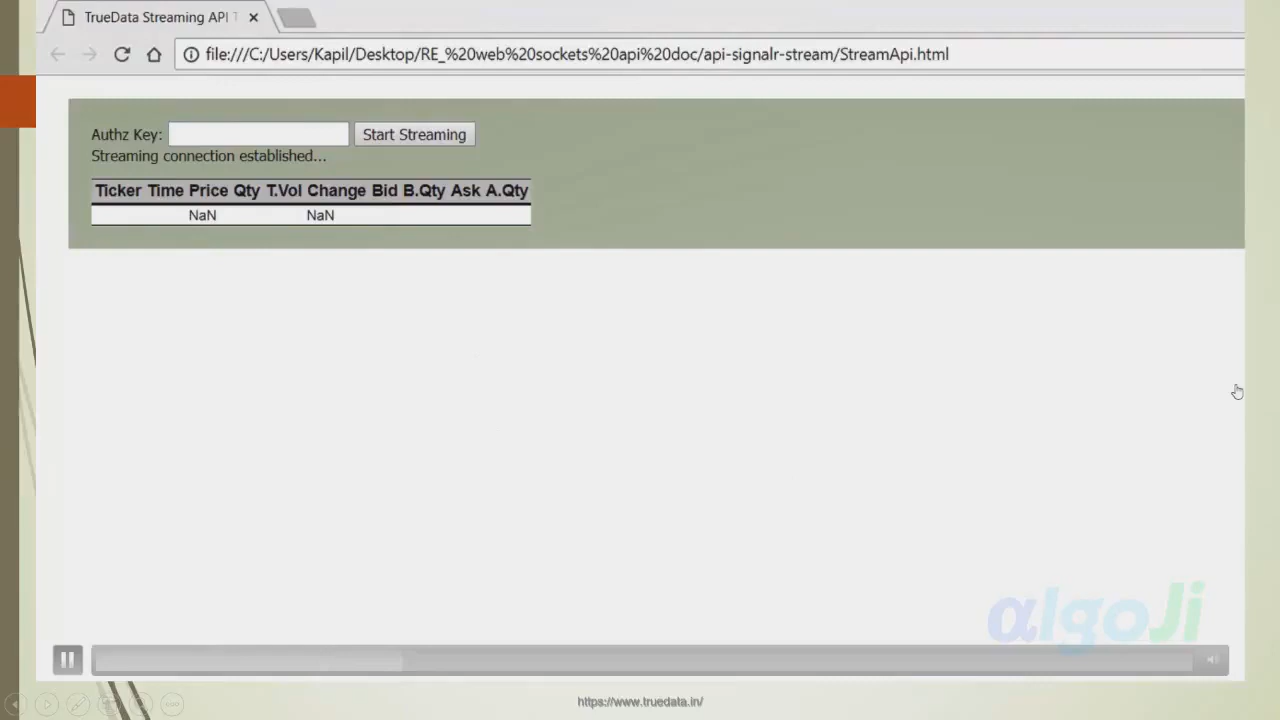 TrueData Streaming API T
file:///C:/Users/Kapil/Desktop/RE_%20web%20sockets%20api%20doc/api-signalr-stream/StreamApi.html
Authz Key: Start Streaming
Streaming connection established...
Ticker Time Price Qty T.Vol Change Bid B.Qty Ask A.Qty
NaN NaN
αlgoJi
https://www.truedata.in/